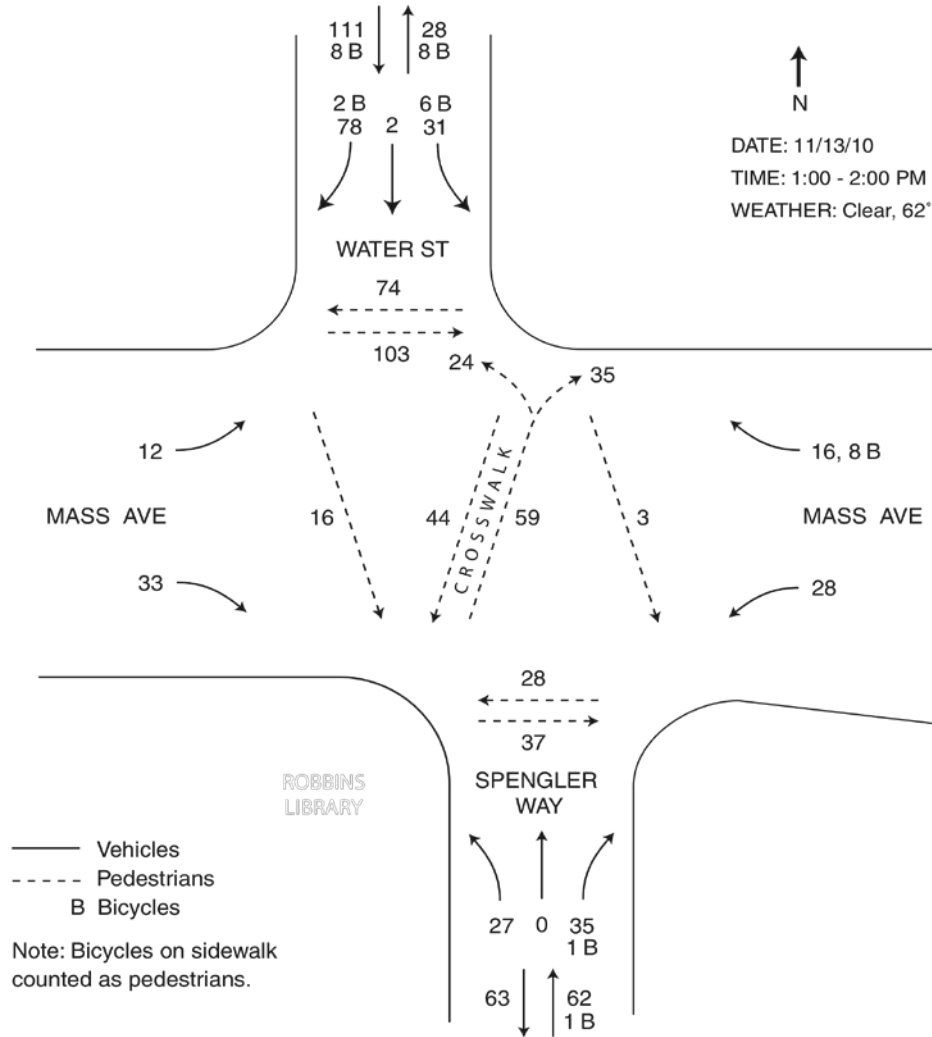 111 28
8 B 8 B
2 B 6 B
78 2 31
N
DATE: 11/13/10
TIME: 1:00 - 2:00 PM
WEATHER: Clear, 62°
WATER ST
74
103
24 35
12
16, 8 B
MASS AVE
16
44
CROSSWALK
59
3
MASS AVE
33
28
28
37
ROBBINS
LIBRARY
SPENGLER
WAY
Vehicles
Pedestrians
B Bicycles
Note: Bicycles on sidewalk
counted as pedestrians.
27 0 35
1 B
63 62
1 B